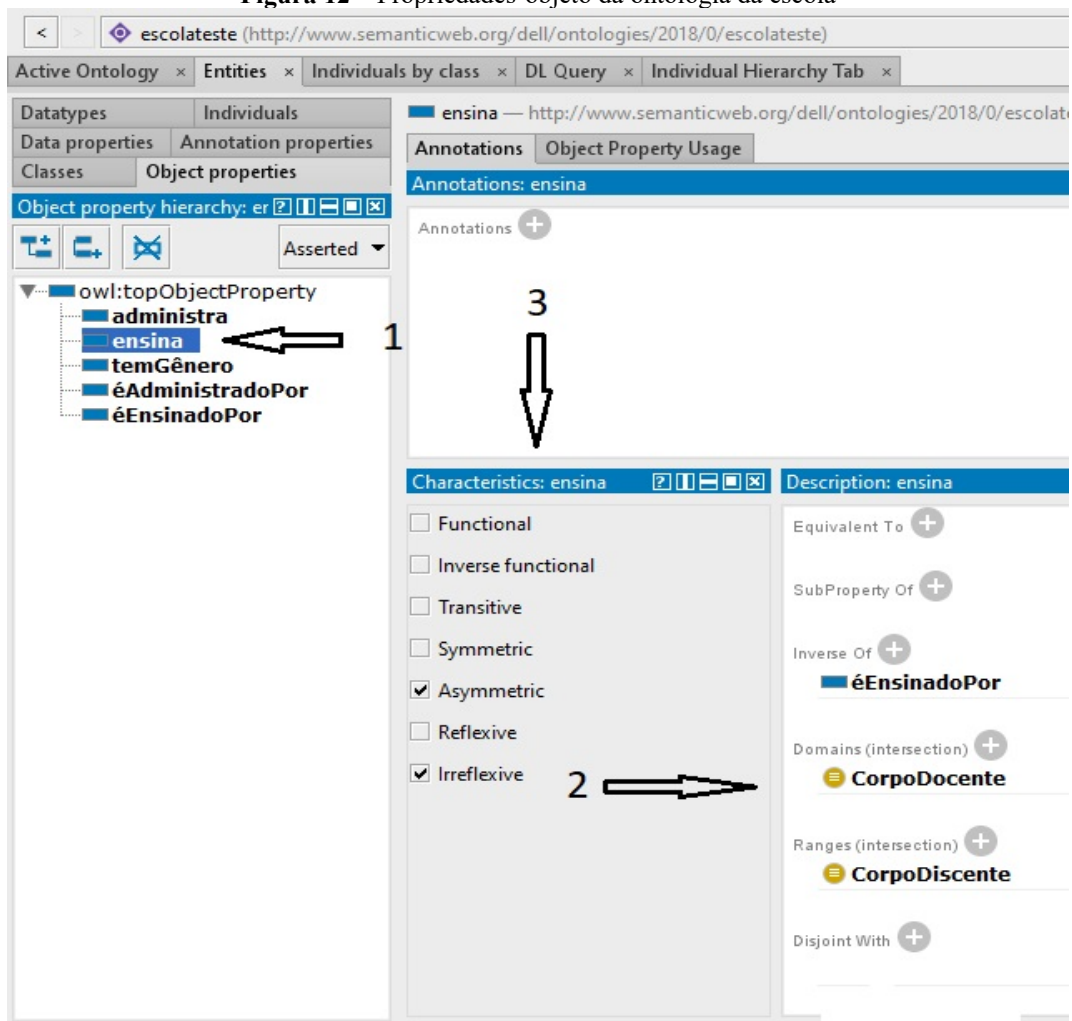 Figura 12 – Propriedades-objeto da ontologia da escola
< > escolateste (http://www.semanticweb.org/dell/ontologies/2018/0/escolateste)
Active Ontology × Entities × Individuals by class × DL Query × Individual Hierarchy Tab ×
Datatypes Individuals
Data properties Annotation properties
Classes Object properties
Object property hierarchy: er
Asserted
owl:topObjectProperty
administra
ensina
temGênero
éAdministradoPor
éEnsinadoPor
1
ensina — http://www.semanticweb.org/dell/ontologies/2018/0/escolate
Annotations Object Property Usage
Annotations: ensina
Annotations
3
Characteristics: ensina
Functional
Inverse functional
Transitive
Symmetric
Asymmetric
Reflexive
Irreflexive
2
Description: ensina
Equivalent To
SubProperty Of
Inverse Of
éEnsinadoPor
Domains (intersection)
CorpoDocente
Ranges (intersection)
CorpoDiscente
Disjoint With